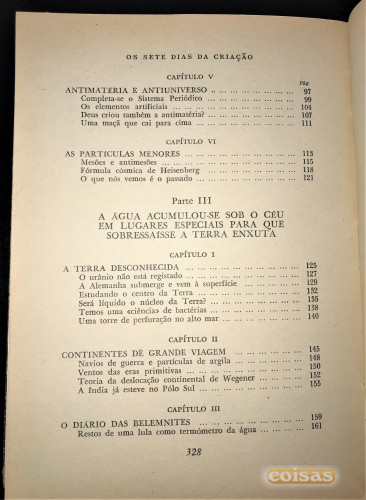 OS SETE DIAS DA CRIAÇÃO
CAPÍTULO V
Pág
ANTIMATÉRIA E ANTIUNIVERSO .. ... ... ... ... ... 97
Completa-se o Sistema Periódico ... ... ... ... ... 99
Os elementos artificiais ... ... ... ... ... ... ... 104
Deus criou também a antimatéria? ... ... ... ... 107
Uma maçã que cai para cima ... ... ... ... ... ... 111
CAPÍTULO VI
AS PARTÍCULAS MENORES ... ... ... ... ... ... ... 113
Mesões e antimesões ... ... ... ... ... ... ... ... 115
Fórmula cósmica de Heisenberg ... ... ... ... ... 118
O que nós vemos é o passado ... ... ... ... ... ... 121
Parte III
A ÁGUA ACUMULOU-SE SOB O CÉU
EM LUGARES ESPECIAIS PARA QUE
SOBRESSAÍSSE A TERRA ENXUTA
CAPÍTULO I
A TERRA DESCONHECIDA ... ... ... ... ... ... ... 125
O urânio não está registado ... ... ... ... ... ... 127
A Alemanha submerge e vem à superfície ... ... ... 129
Estudando o centro da Terra ... ... ... ... ... ... 132
Será líquido o núcleo da Terra? ... ... ... ... ... 135
Temos uma ciências de bactérias ... ... ... ... ... 138
Uma torre de perfuração no alto mar ... ... ... ... 140
CAPÍTULO II
CONTINENTES DE GRANDE VIAGEM ... ... ... ... ... 145
Navios de guerra e partículas de argila ... ... ... 148
Ventos das eras primitivas ... ... ... ... ... ... 150
Teoria da deslocação continental de Wegener ... ... 152
A Índia já esteve no Pólo Sul ... ... ... ... ... ... 155
CAPÍTULO III
O DIÁRIO DAS BELEMNITES ... ... ... ... ... ... ... 159
Restos de uma lula como termómetro da água ... ... ... 161
328
coisas